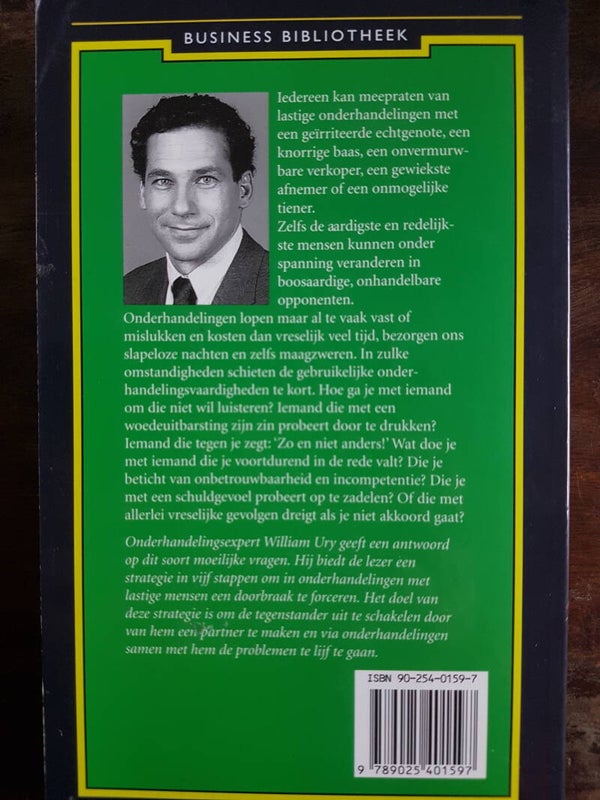 BUSINESS BIBLIOTHEEK
Iedereen kan meepraten van
lastige onderhandelingen met
een geïrriteerde echtgenote, een
knorrige baas, een onvermurw-
bare verkoper, een gewiekste
afnemer of een onmogelijke
tiener.
Zelfs de aardigste en redelijk-
ste mensen kunnen onder
spanning veranderen in
boosaardige, onhandelbare
opponenten.
Onderhandelingen lopen maar al te vaak vast of
mislukken en kosten dan vreselijk veel tijd, bezorgen ons
slapeloze nachten en zelfs maagzweren. In zulke
omstandigheden schieten de gebruikelijke onder-
handelingsvaardigheden te kort. Hoe ga je met iemand
om die niet wil luisteren? Iemand die met een
woedeuitbarsting zijn zin probeert door te drukken?
Iemand die tegen je zegt: 'Zo en niet anders!' Wat doe je
met iemand die je voortdurend in de rede valt? Die je
beticht van onbetrouwbaarheid en incompetentie? Die je
met een schuldgevoel probeert op te zadelen? Of die met
allerlei vreselijke gevolgen dreigt als je niet akkoord gaat?
Onderhandelingsexpert William Ury geeft een antwoord
op dit soort moeilijke vragen. Hij biedt de lezer een
strategie in vijf stappen om in onderhandelingen met
lastige mensen een doorbraak te forceren. Het doel van
deze strategie is om de tegenstander uit te schakelen door
van hem een partner te maken en via onderhandelingen
samen met hem de problemen te lijf te gaan.
ISBN 90-254-0159-7
9 789025 401597